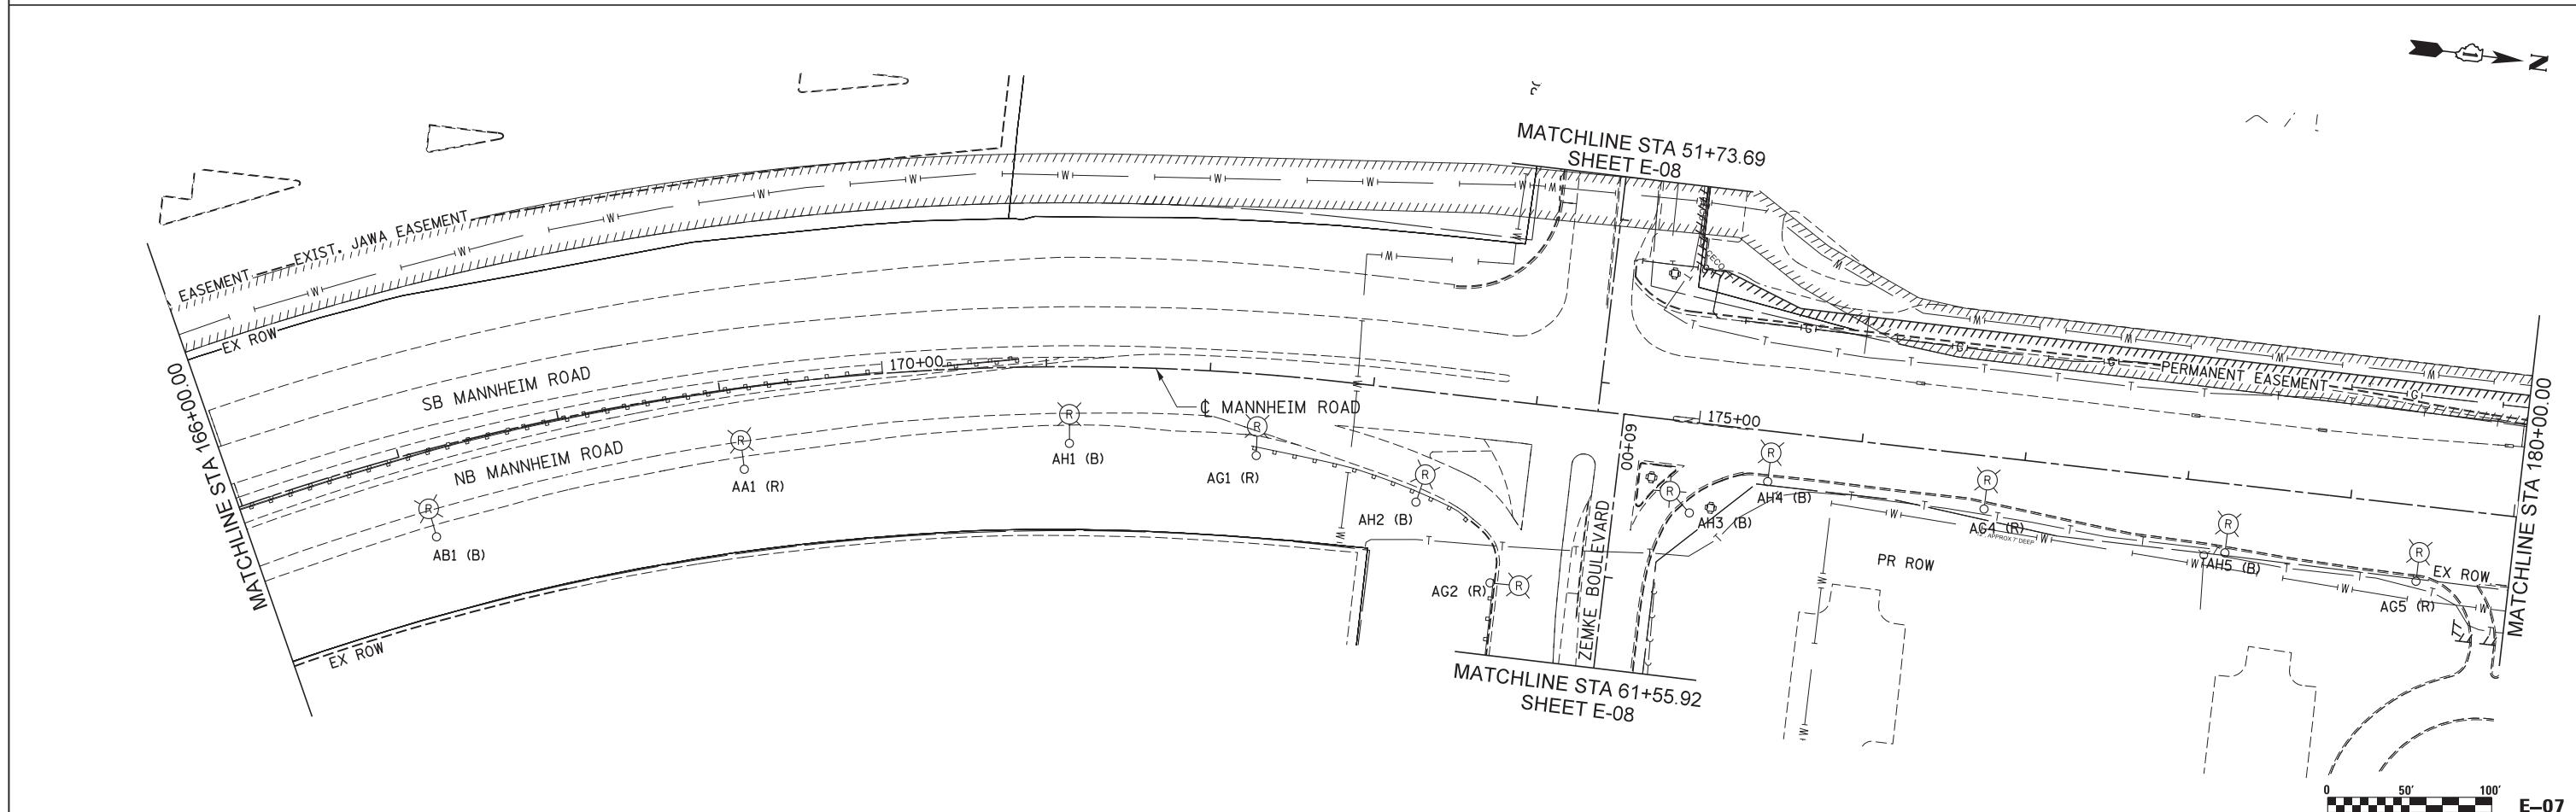 N
MATCHLINE STA 51+73.69
SHEET E-08
EASEMENT
EXIST. JAWA EASEMENT
W
W
W
W
W
W
W
W
W
W
W
EX ROW
MATCHLINE STA 166+00.00
SB MANNHEIM ROAD
170+00
NB MANNHEIM ROAD
℄ MANNHEIM ROAD
175+00
60+00
PERMANENT EASEMENT
G
G
G
G
T
T
T
T
T
T
T
R
AB1 (B)
R
AA1 (R)
R
AH1 (B)
R
AG1 (R)
R
AH2 (B)
R
AG2 (R)
R
AH3 (B)
R
AH4 (B)
R
AG4 (R)
APPROX 7' DEEP
R
AH5 (B)
R
AG5 (R)
ZEMKE BOULEVARD
PR ROW
EX ROW
EX ROW
MATCHLINE STA 180+00.00
MATCHLINE STA 61+55.92
SHEET E-08
0 50' 100'
E-07